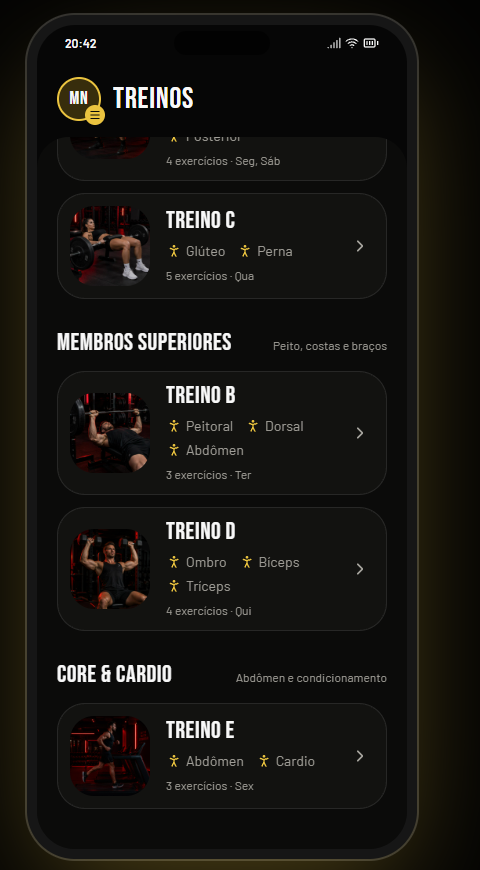 20:42
MN
TREINOS
Posterior
4 exercícios · Seg, Sáb
TREINO C
Glúteo Perna
5 exercícios · Qua
MEMBROS SUPERIORES
Peito, costas e braços
TREINO B
Peitoral Dorsal
Abdômen
3 exercícios · Ter
TREINO D
Ombro Bíceps
Tríceps
4 exercícios · Qui
CORE & CARDIO
Abdômen e condicionamento
TREINO E
Abdômen Cardio
3 exercícios · Sex